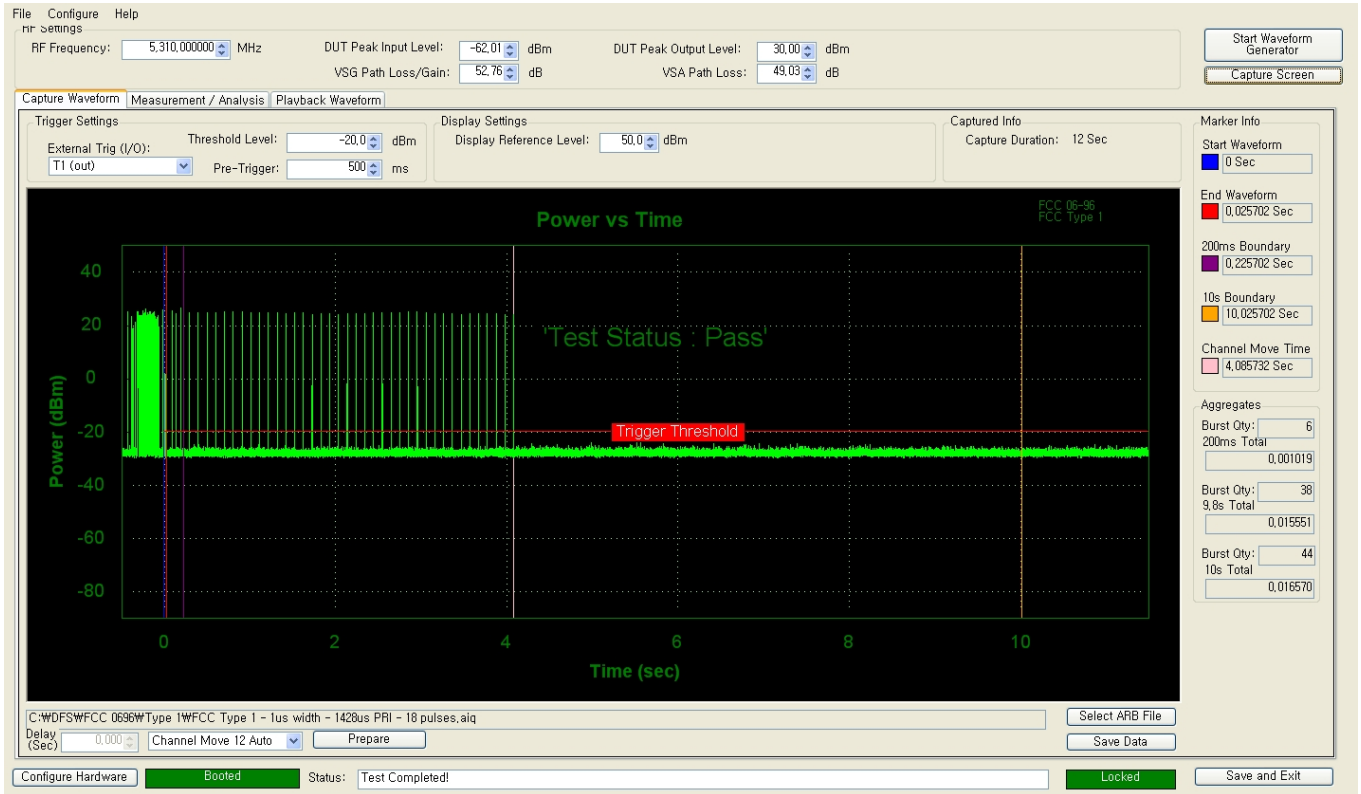 File Configure Help
RF Settings
RF Frequency: 5,310,000000 MHz DUT Peak Input Level: -62,01 dBm DUT Peak Output Level: 30,00 dBm
VSG Path Loss/Gain: 52,76 dB VSA Path Loss: 49,03 dB
Start Waveform Generator
Capture Screen
Capture Waveform Measurement / Analysis Playback Waveform
Trigger Settings
External Trig (I/O):
T1 (out)
Threshold Level: -20,0 dBm
Pre-Trigger: 500 ms
Display Settings
Display Reference Level: 50,0 dBm
Captured Info
Capture Duration: 12 Sec
Marker Info
Start Waveform
0 Sec
End Waveform
0,025702 Sec
200ms Boundary
0,225702 Sec
10s Boundary
10,025702 Sec
Channel Move Time
4,085732 Sec
Aggregates
Burst Qty: 6
200ms Total
0,001019
Burst Qty: 38
9,8s Total
0,015551
Burst Qty: 44
10s Total
0,016570
Power vs Time
FCC 06-96
FCC Type 1
'Test Status : Pass'
Trigger Threshold
Power (dBm)
40
20
0
-20
-40
-60
-80
0 2 4 6 8 10
Time (sec)
C:₩DFS₩FCC 0696₩Type 1₩FCC Type 1 - 1us width - 1428us PRI - 18 pulses,aiq
Select ARB File
Delay (Sec) 0,000 Channel Move 12 Auto Prepare
Save Data
Configure Hardware Booted Status: Test Completed! Locked Save and Exit